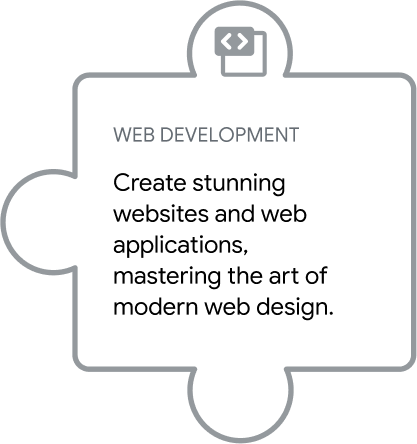 WEB DEVELOPMENT
Create stunning
websites and web
applications,
mastering the art of
modern web design.